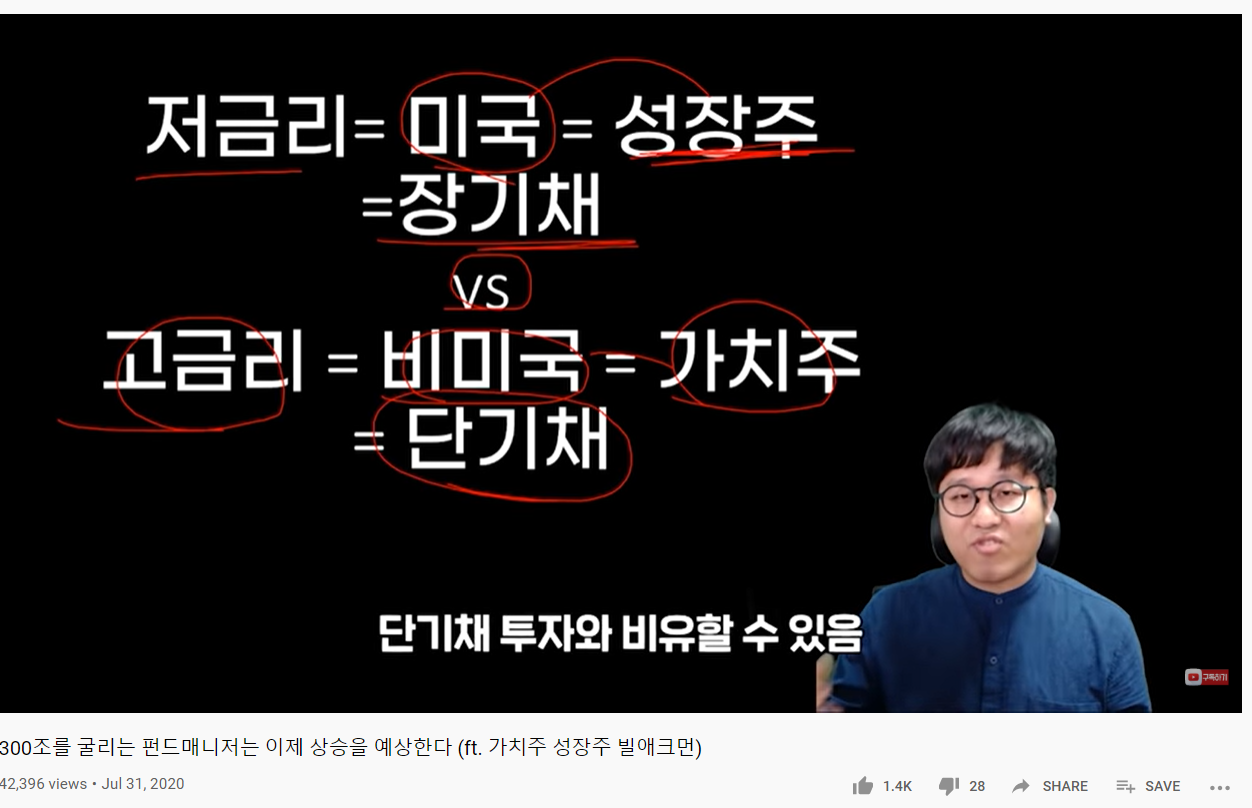 저금리= 미국 = 성장주
=장기채
VS
고금리 = 비미국 = 가치주
= 단기채
단기채 투자와 비유할 수 있음
구독하기
300조를 굴리는 펀드매니저는 이제 상승을 예상한다 (ft. 가치주 성장주 빌애크먼)
42,396 views • Jul 31, 2020
1.4K 28 SHARE SAVE